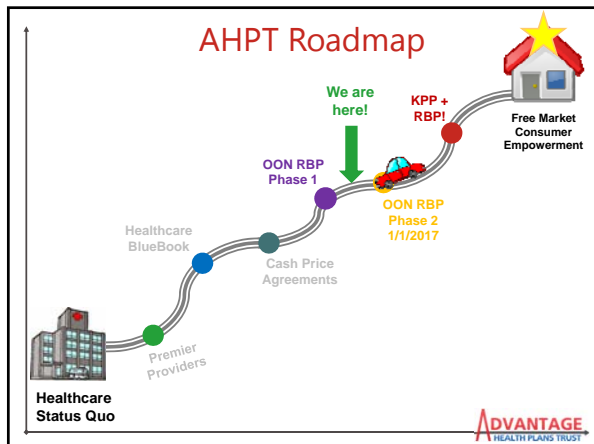 AHPT Roadmap
We are
here!
KPP +
RBP!
Free Market
Consumer
Empowerment
OON RBP
Phase 1
OON RBP
Phase 2
1/1/2017
Healthcare
BlueBook
Cash Price
Agreements
Premier
Providers
Healthcare
Status Quo
ADVANTAGE
HEALTH PLANS TRUST